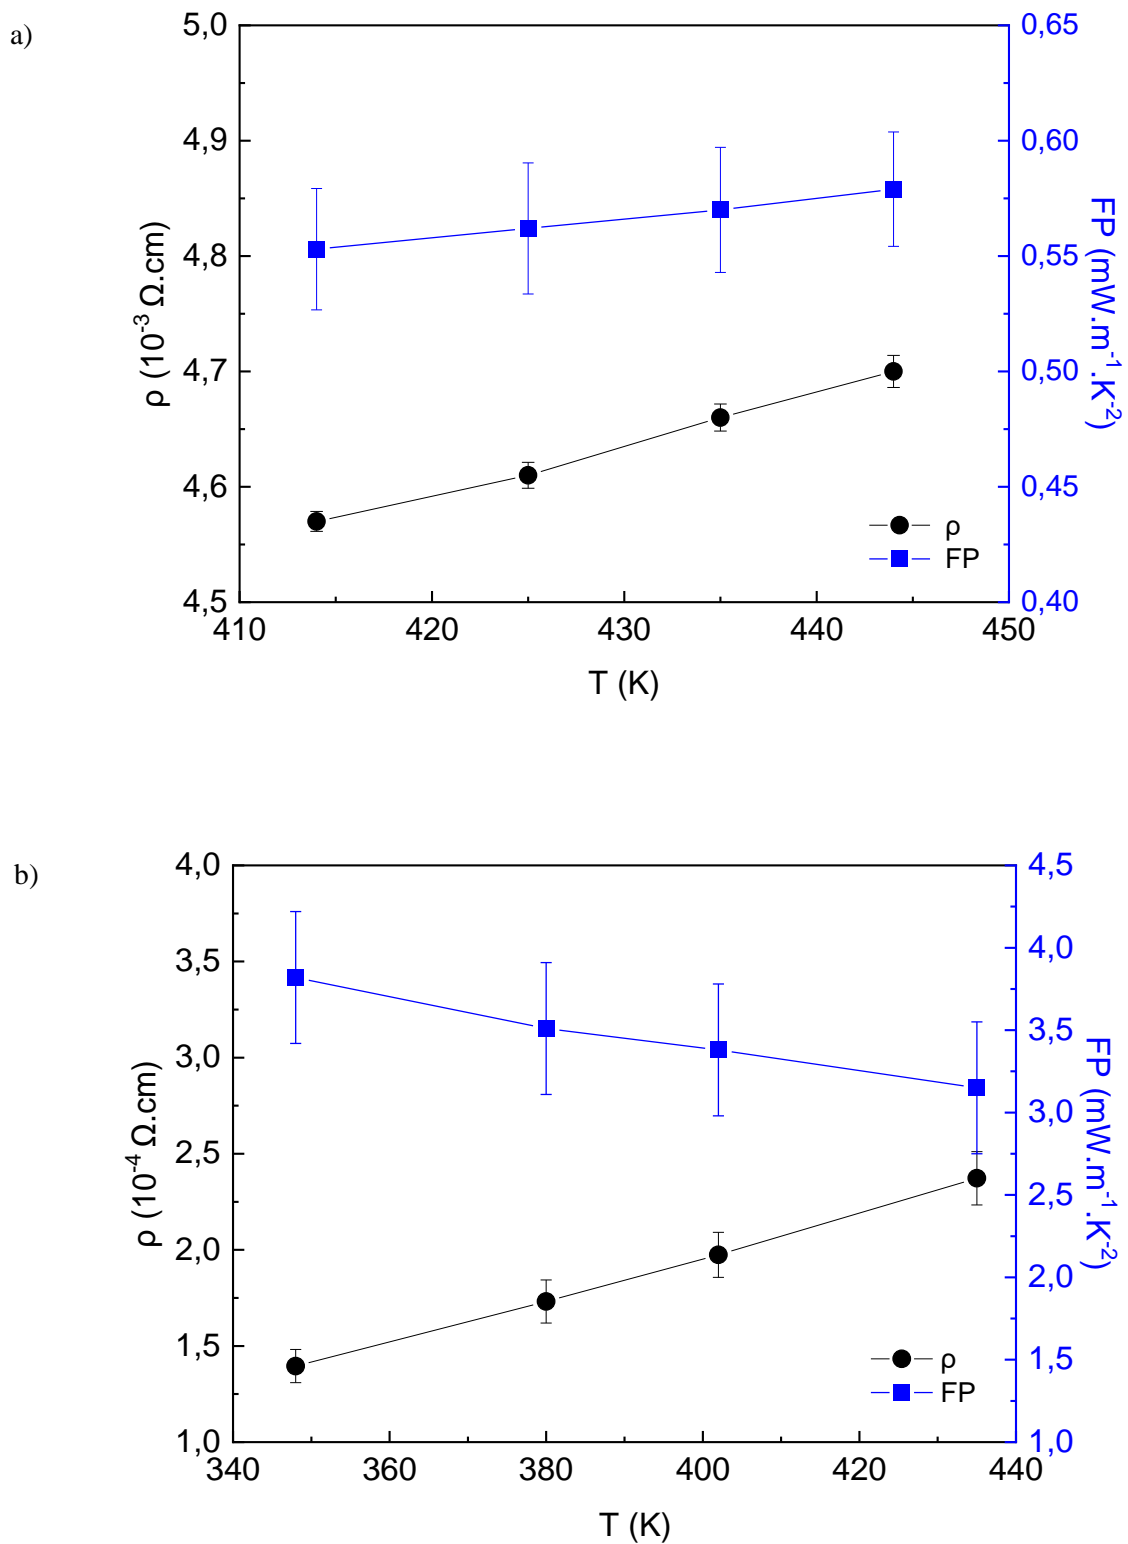 a)
5,0
4,9
4,8
4,7
4,6
4,5
ρ (10⁻³ Ω.cm)
0,65
0,60
0,55
0,50
0,45
0,40
FP (mW.m⁻¹.K⁻²)
ρ
FP
410 420 430 440 450
T (K)
b)
4,0
3,5
3,0
2,5
2,0
1,5
1,0
ρ (10⁻⁴ Ω.cm)
4,5
4,0
3,5
3,0
2,5
2,0
1,5
1,0
FP (mW.m⁻¹.K⁻²)
ρ
FP
340 360 380 400 420 440
T (K)